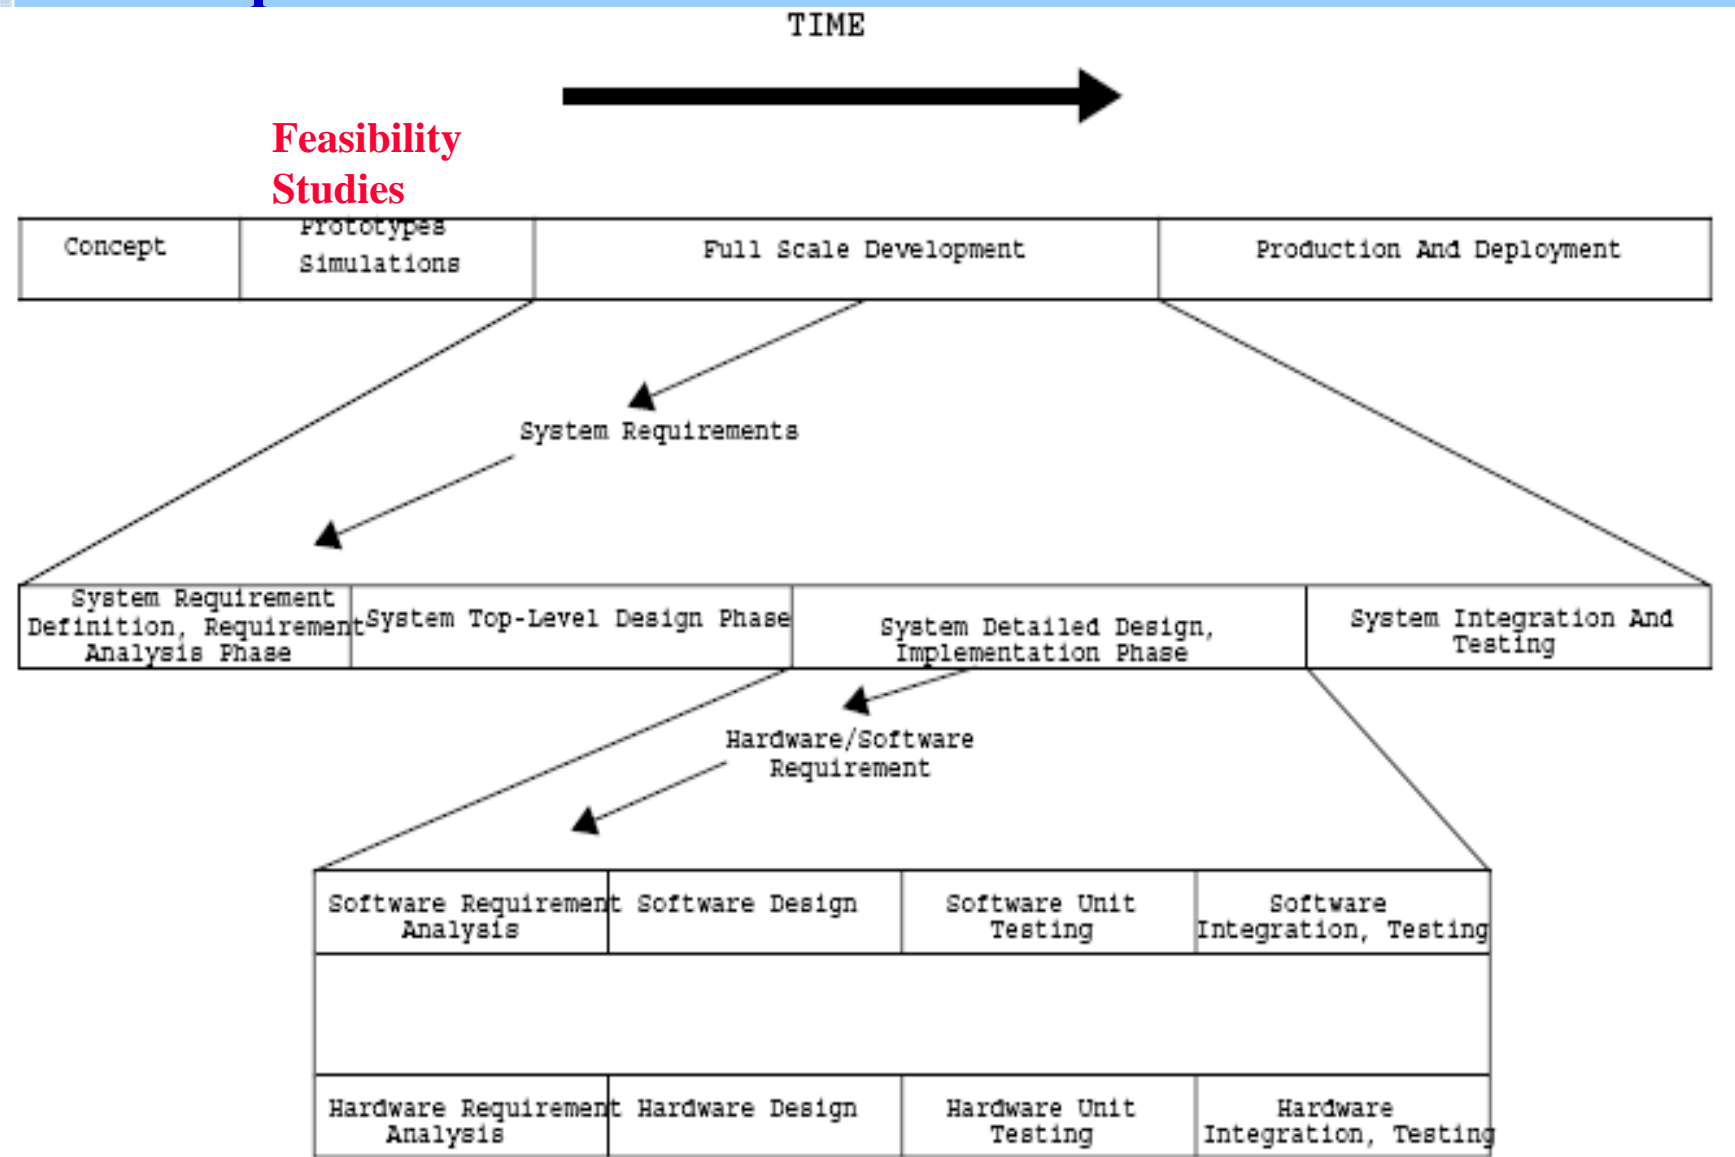 TIME
Feasibility
Studies
Concept
Prototypes
Simulations
Full Scale Development
Production And Deployment
System Requirements
System Requirement
Definition, Requirement
Analysis Phase
System Top-Level Design Phase
System Detailed Design,
Implementation Phase
System Integration And
Testing
Hardware/Software
Requirement
Software Requirement
Analysis
Software Design
Software Unit
Testing
Software
Integration, Testing
Hardware Requirement
Analysis
Hardware Design
Hardware Unit
Testing
Hardware
Integration, Testing